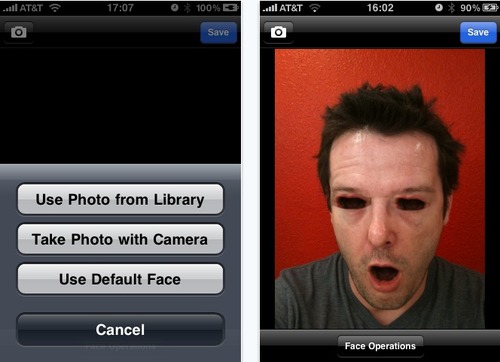 AT&T 17:07 100%
Save
Use Photo from Library
Take Photo with Camera
Use Default Face
Cancel
AT&T 16:02 90%
Save
Face Operations